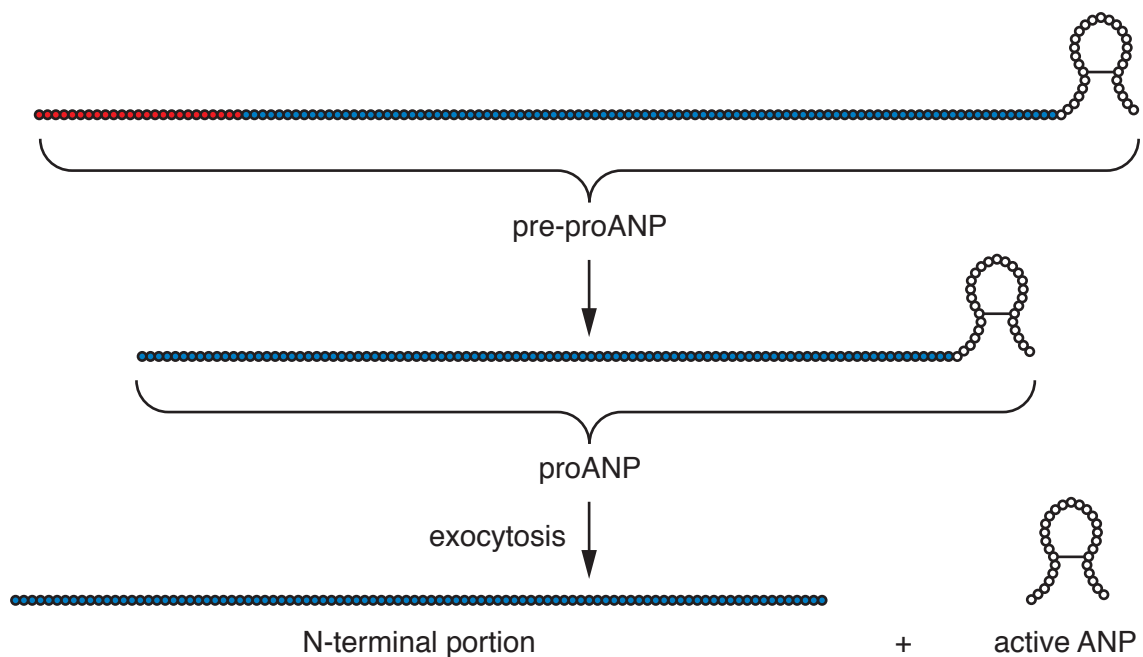 pre-proANP
proANP
exocytosis
N-terminal portion + active ANP